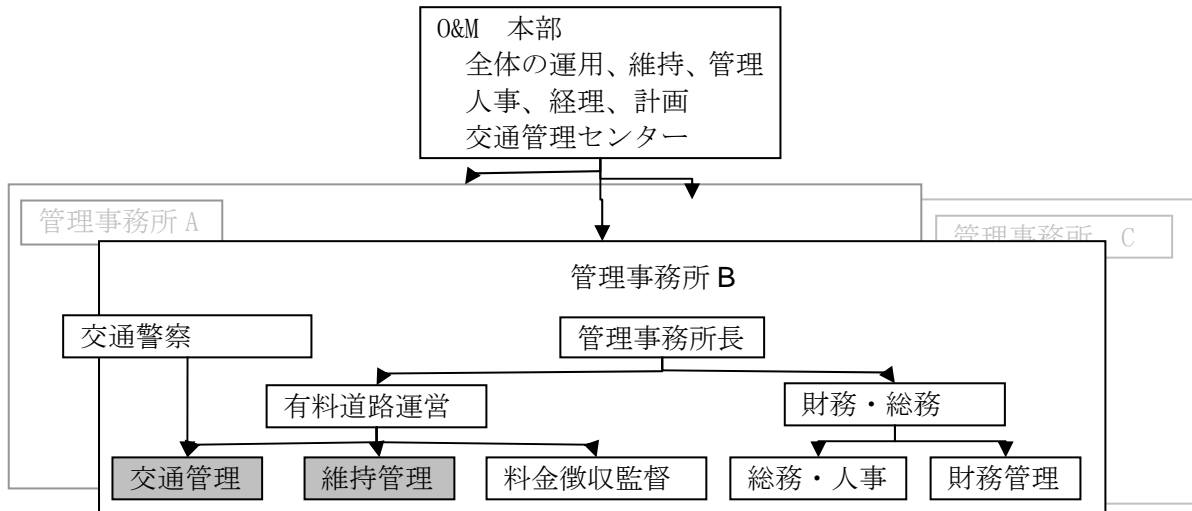 O&M 本部
全体の運用、維持、管理
人事、経理、計画
交通管理センター
管理事務所 A
管理事務所 C
管理事務所 B
交通警察
管理事務所長
有料道路運営
財務・総務
交通管理
維持管理
料金徴収監督
総務・人事
財務管理